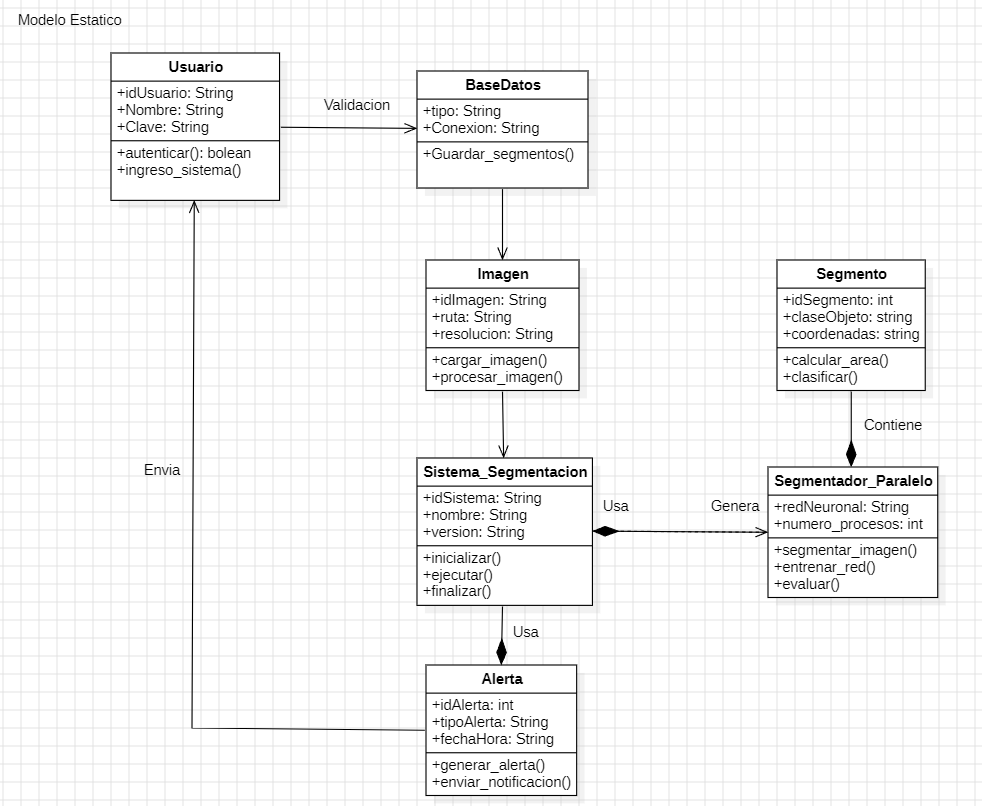 Modelo Estatico
Usuario
+idUsuario: String
+Nombre: String
+Clave: String
+autenticar(): bolean
+ingreso_sistema()
Validacion
BaseDatos
+tipo: String
+Conexion: String
+Guardar_segmentos()
Imagen
+idImagen: String
+ruta: String
+resolucion: String
+cargar_imagen()
+procesar_imagen()
Segmento
+idSegmento: int
+claseObjeto: string
+coordenadas: string
+calcular_area()
+clasificar()
Contiene
Envia
Sistema_Segmentacion
+idSistema: String
+nombre: String
+version: String
+inicializar()
+ejecutar()
+finalizar()
Usa
Genera
Segmentador_Paralelo
+redNeuronal: String
+numero_procesos: int
+segmentar_imagen()
+entrenar_red()
+evaluar()
Usa
Alerta
+idAlerta: int
+tipoAlerta: String
+fechaHora: String
+generar_alerta()
+enviar_notificacion()